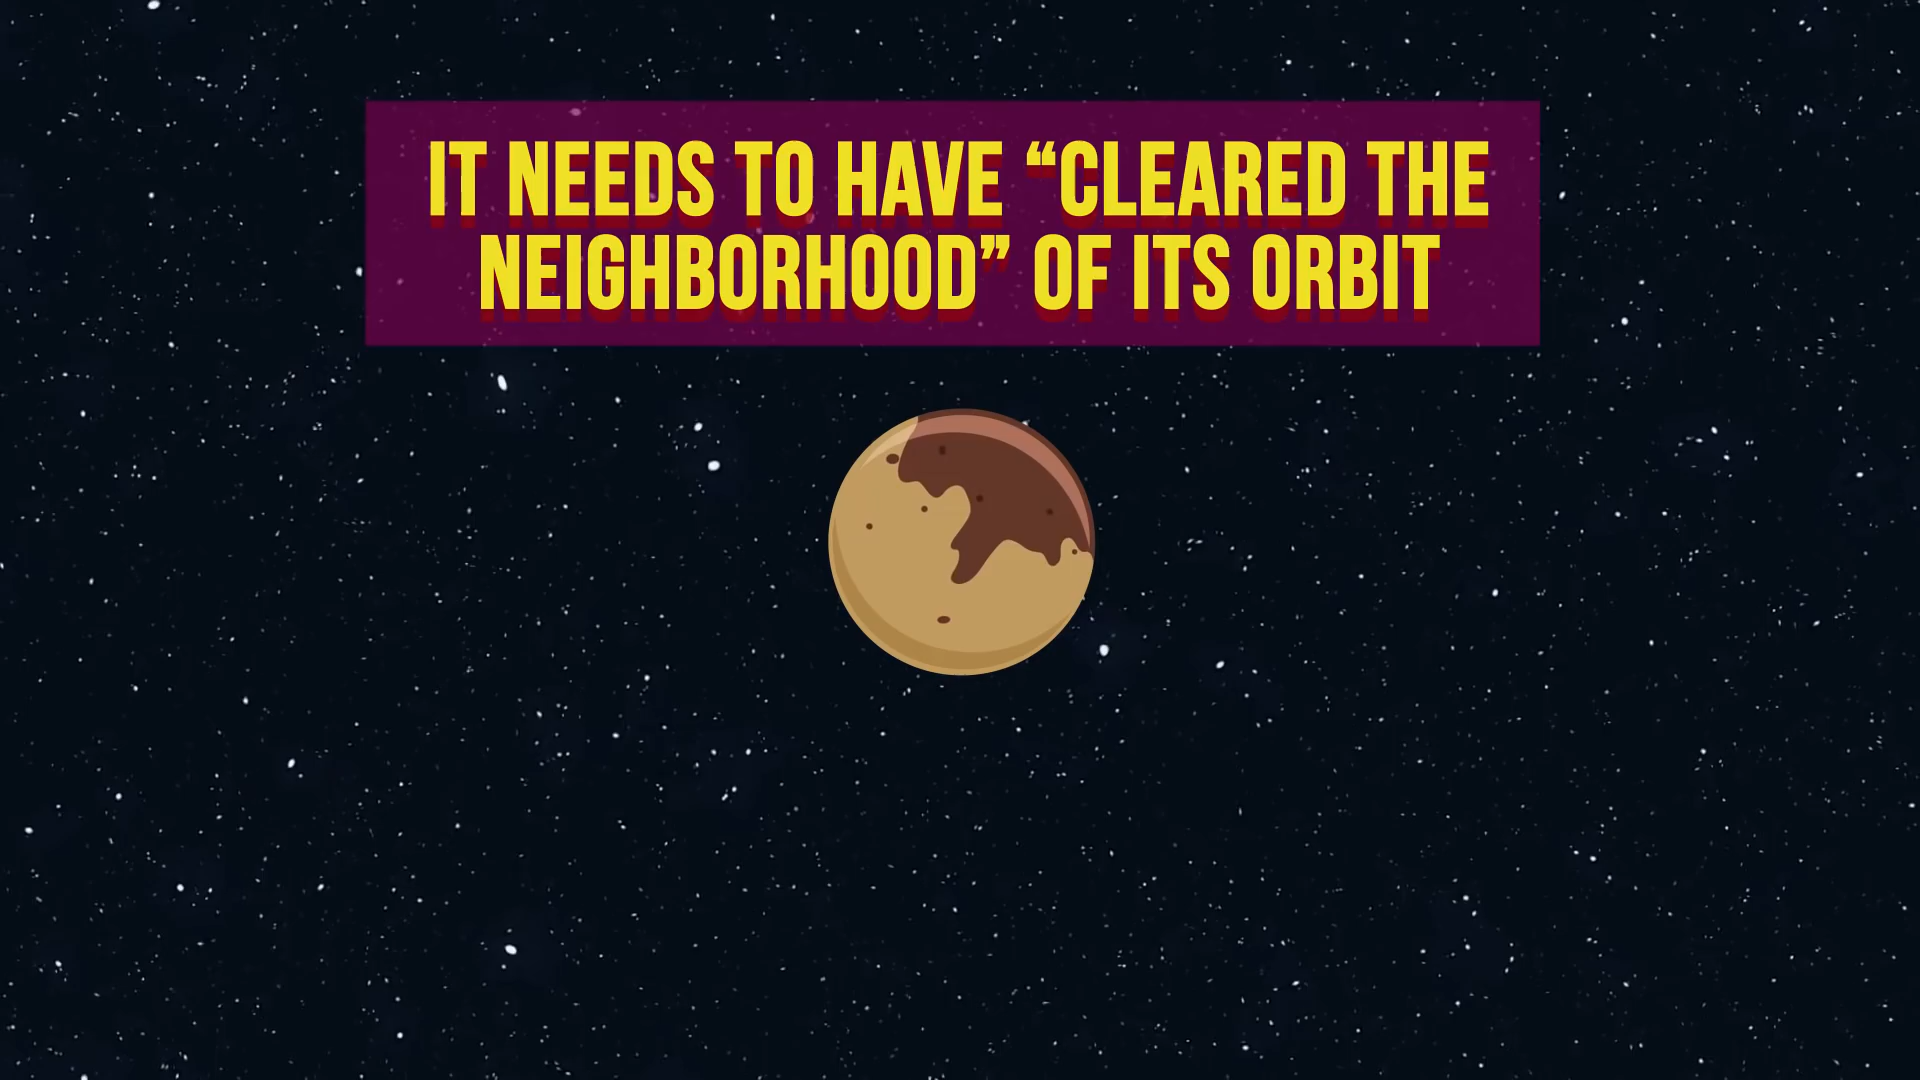 IT NEEDS TO HAVE “CLEARED THE
NEIGHBORHOOD” OF ITS ORBIT